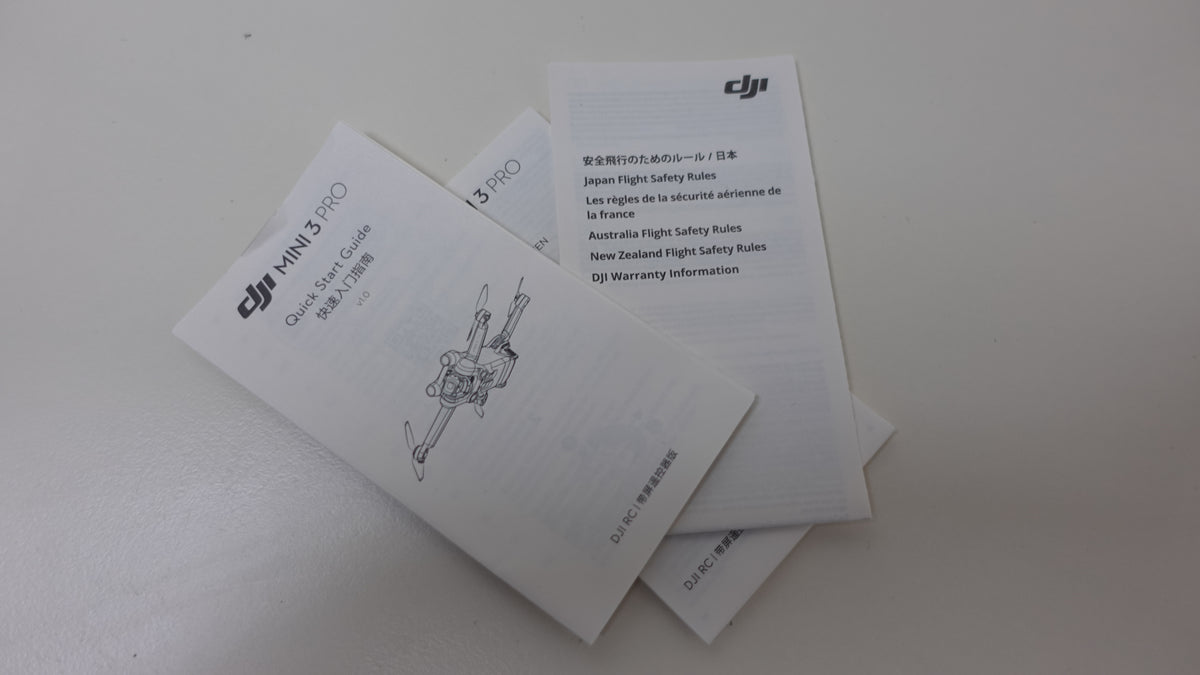 dji MINI 3 PRO
Quick Start Guide
快速入门指南
v1.0
DJI RC | 带屏遥控器版
3 PRO
EN
DJI RC | 带屏遥控
dji
安全飛行のためのルール / 日本
Japan Flight Safety Rules
Les règles de la sécurité aérienne de
la france
Australia Flight Safety Rules
New Zealand Flight Safety Rules
DJI Warranty Information